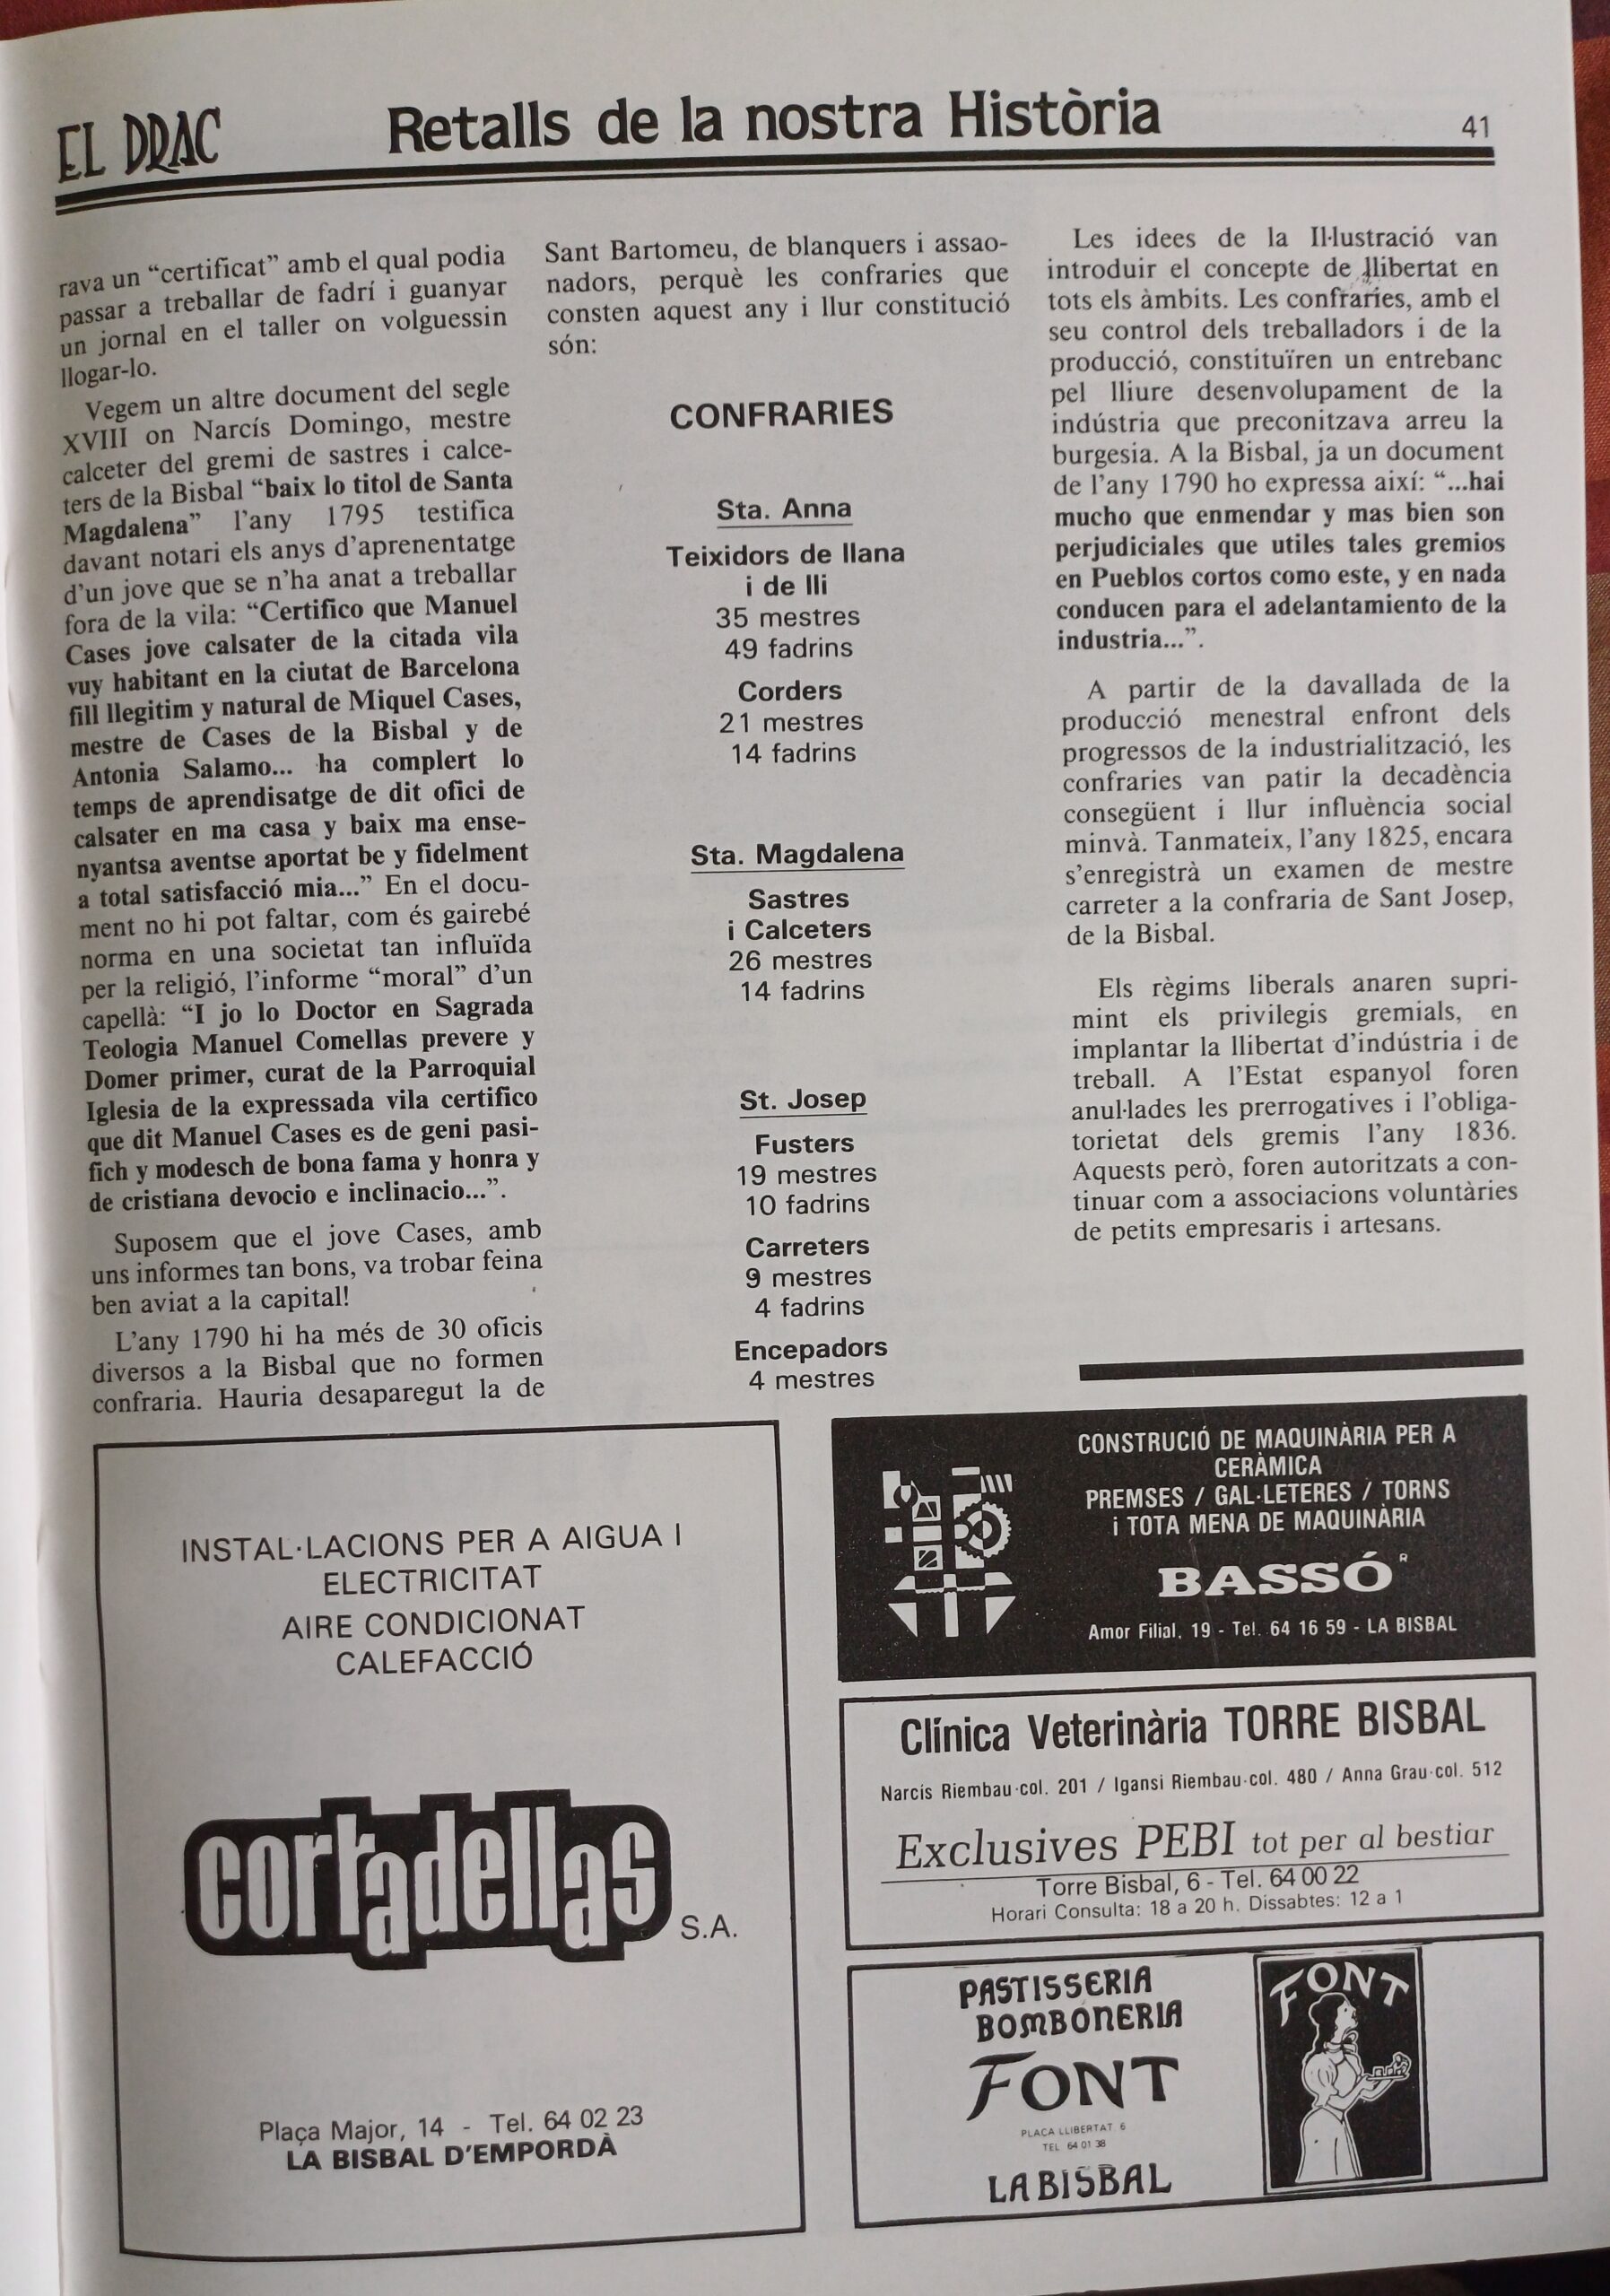 EL DRAC
Retalls de la nostra Història
41
rava un “certificat” amb el qual podia
passar a treballar de fadrí i guanyar
un jornal en el taller on volguessin
llogar-lo.
Vegem un altre document del segle
XVIII on Narcís Domingo, mestre
calceter del gremi de sastres i calce-
ters de la Bisbal “baix lo titol de Santa
Magdalena” l’any 1795 testifica
davant notari els anys d’aprenentatge
d’un jove que se n’ha anat a treballar
fora de la vila: “Certifico que Manuel
Cases jove calsater de la citada vila
vuy habitant en la ciutat de Barcelona
fill llegitim y natural de Miquel Cases,
mestre de Cases de la Bisbal y de
Antonia Salamo... ha complert lo
temps de aprendisatge de dit ofici de
calsater en ma casa y baix ma ense-
nyantsa aventse aportat be y fidelment
a total satisfacció mia...” En el docu-
ment no hi pot faltar, com és gairebé
norma en una societat tan influïda
per la religió, l’informe “moral” d’un
capellà: “I jo lo Doctor en Sagrada
Teologia Manuel Comellas prevere y
Domer primer, curat de la Parroquial
Iglesia de la expressada vila certifico
que dit Manuel Cases es de geni pasi-
fich y modesch de bona fama y honra y
de cristiana devocio e inclinacio...”.
Suposem que el jove Cases, amb
uns informes tan bons, va trobar feina
ben aviat a la capital!
L’any 1790 hi ha més de 30 oficis
diversos a la Bisbal que no formen
confraria. Hauria desaparegut la de
Sant Bartomeu, de blanquers i assao-
nadors, perquè les confraries que
consten aquest any i llur constitució
són:
CONFRARIES
Sta. Anna
Teixidors de llana
i de lli
35 mestres
49 fadrins
Corders
21 mestres
14 fadrins
Sta. Magdalena
Sastres
i Calceters
26 mestres
14 fadrins
St. Josep
Fusters
19 mestres
10 fadrins
Carreters
9 mestres
4 fadrins
Encepadors
4 mestres
Les idees de la Il·lustració van
introduir el concepte de llibertat en
tots els àmbits. Les confraries, amb el
seu control dels treballadors i de la
producció, constituïren un entrebanc
pel lliure desenvolupament de la
indústria que preconitzava arreu la
burgesia. A la Bisbal, ja un document
de l’any 1790 ho expressa així: “...hai
mucho que enmendar y mas bien son
perjudiciales que utiles tales gremios
en Pueblos cortos como este, y en nada
conducen para el adelantamiento de la
industria...”.
A partir de la davallada de la
producció menestral enfront dels
progressos de la industrialització, les
confraries van patir la decadència
consegüent i llur influència social
minvà. Tanmateix, l’any 1825, encara
s’enregistrà un examen de mestre
carreter a la confraria de Sant Josep,
de la Bisbal.
Els règims liberals anaren supri-
mint els privilegis gremials, en
implantar la llibertat d’indústria i de
treball. A l’Estat espanyol foren
anul·lades les prerrogatives i l’obliga-
torietat dels gremis l’any 1836.
Aquests però, foren autoritzats a con-
tinuar com a associacions voluntàries
de petits empresaris i artesans.
INSTAL·LACIONS PER A AIGUA I
ELECTRICITAT
AIRE CONDICIONAT
CALEFACCIÓ
cortadellas S.A.
Plaça Major, 14 - Tel. 64 02 23
LA BISBAL D’EMPORDÀ
CONSTRUCIÓ DE MAQUINÀRIA PER A
CERÀMICA
PREMSES / GAL·LETERES / TORNS
i TOTA MENA DE MAQUINÀRIA
BASSÓ R
Amor Filial, 19 - Tel. 64 16 59 - LA BISBAL
Clínica Veterinària TORRE BISBAL
Narcís Riembau·col. 201 / Igansi Riembau·col. 480 / Anna Grau·col. 512
Exclusives PEBI tot per al bestiar
Torre Bisbal, 6 - Tel. 64 00 22
Horari Consulta: 18 a 20 h. Dissabtes: 12 a 1
PASTISSERIA
BOMBONERIA
FONT
PLACA LLIBERTAT 6
TEL 64 01 38
LA BISBAL
FONT